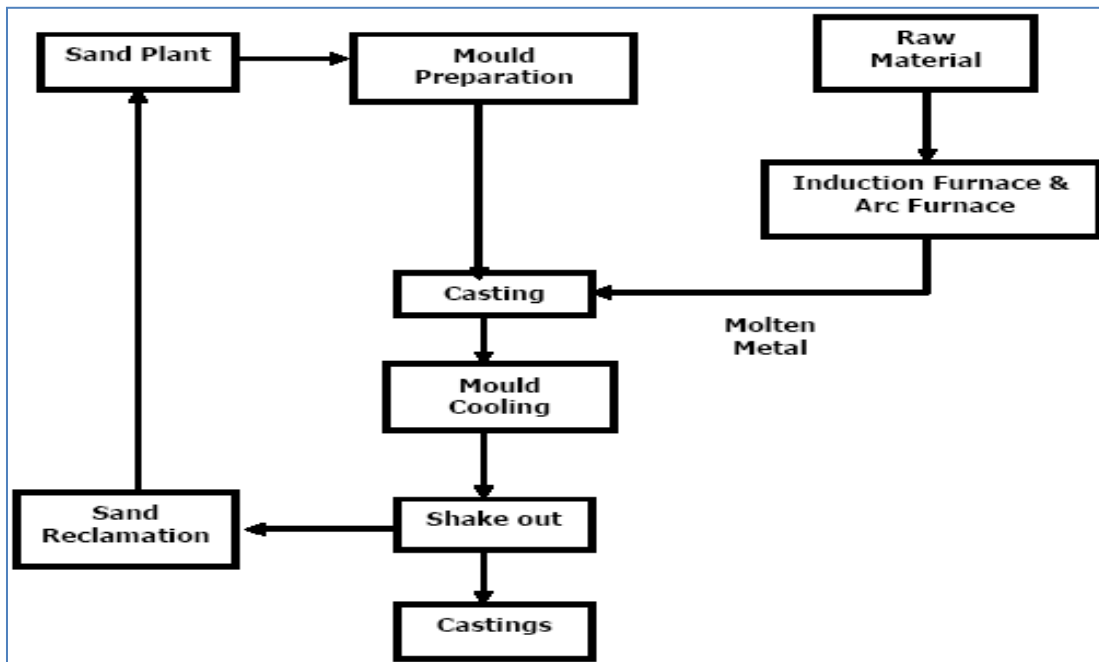 Sand Plant
Mould
Preparation
Raw
Material
Induction Furnace &
Arc Furnace
Casting
Molten
Metal
Mould
Cooling
Sand
Reclamation
Shake out
Castings